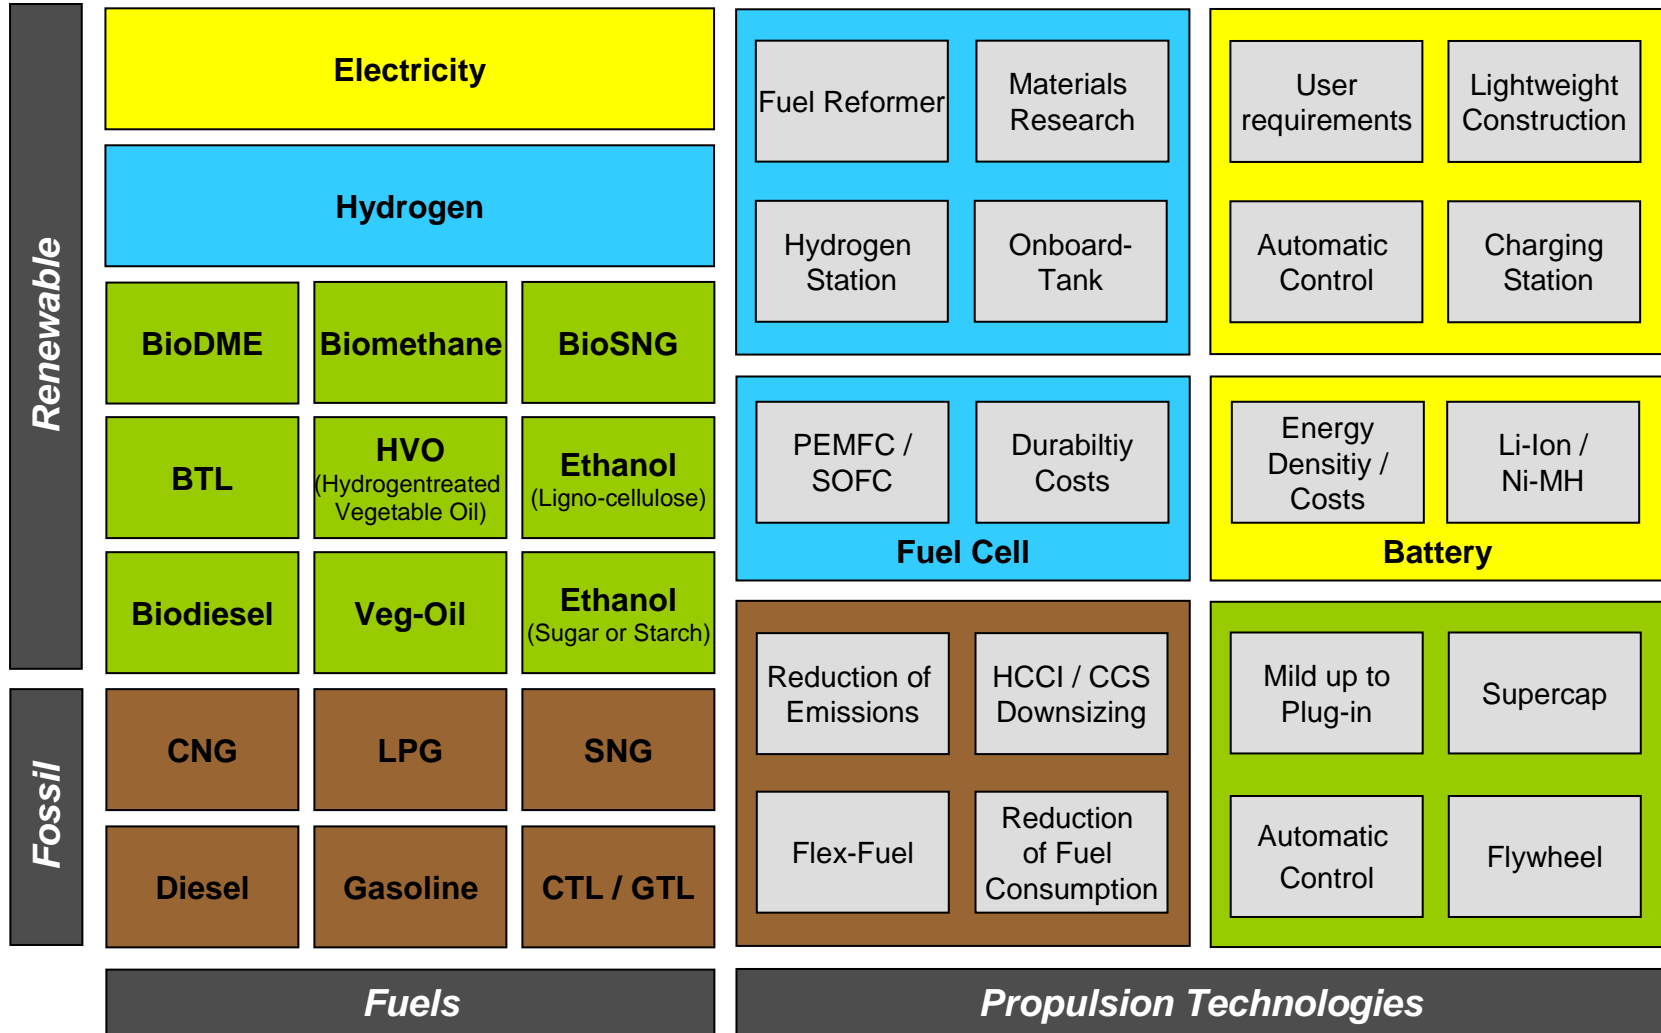 Renewable
Fossil
Electricity
Hydrogen
BioDME
Biomethane
BioSNG
BTL
HVO
(Hydrogentreated
Vegetable Oil)
Ethanol
(Ligno-cellulose)
Biodiesel
Veg-Oil
Ethanol
(Sugar or Starch)
CNG
LPG
SNG
Diesel
Gasoline
CTL / GTL
Fuels
Fuel Reformer
Materials
Research
Hydrogen
Station
Onboard-
Tank
User
requirements
Lightweight
Construction
Automatic
Control
Charging
Station
PEMFC /
SOFC
Durabiltiy
Costs
Fuel Cell
Energy
Densitiy /
Costs
Li-Ion /
Ni-MH
Battery
Reduction of
Emissions
HCCI / CCS
Downsizing
Flex-Fuel
Reduction
of Fuel
Consumption
Mild up to
Plug-in
Supercap
Automatic
Control
Flywheel
Propulsion Technologies